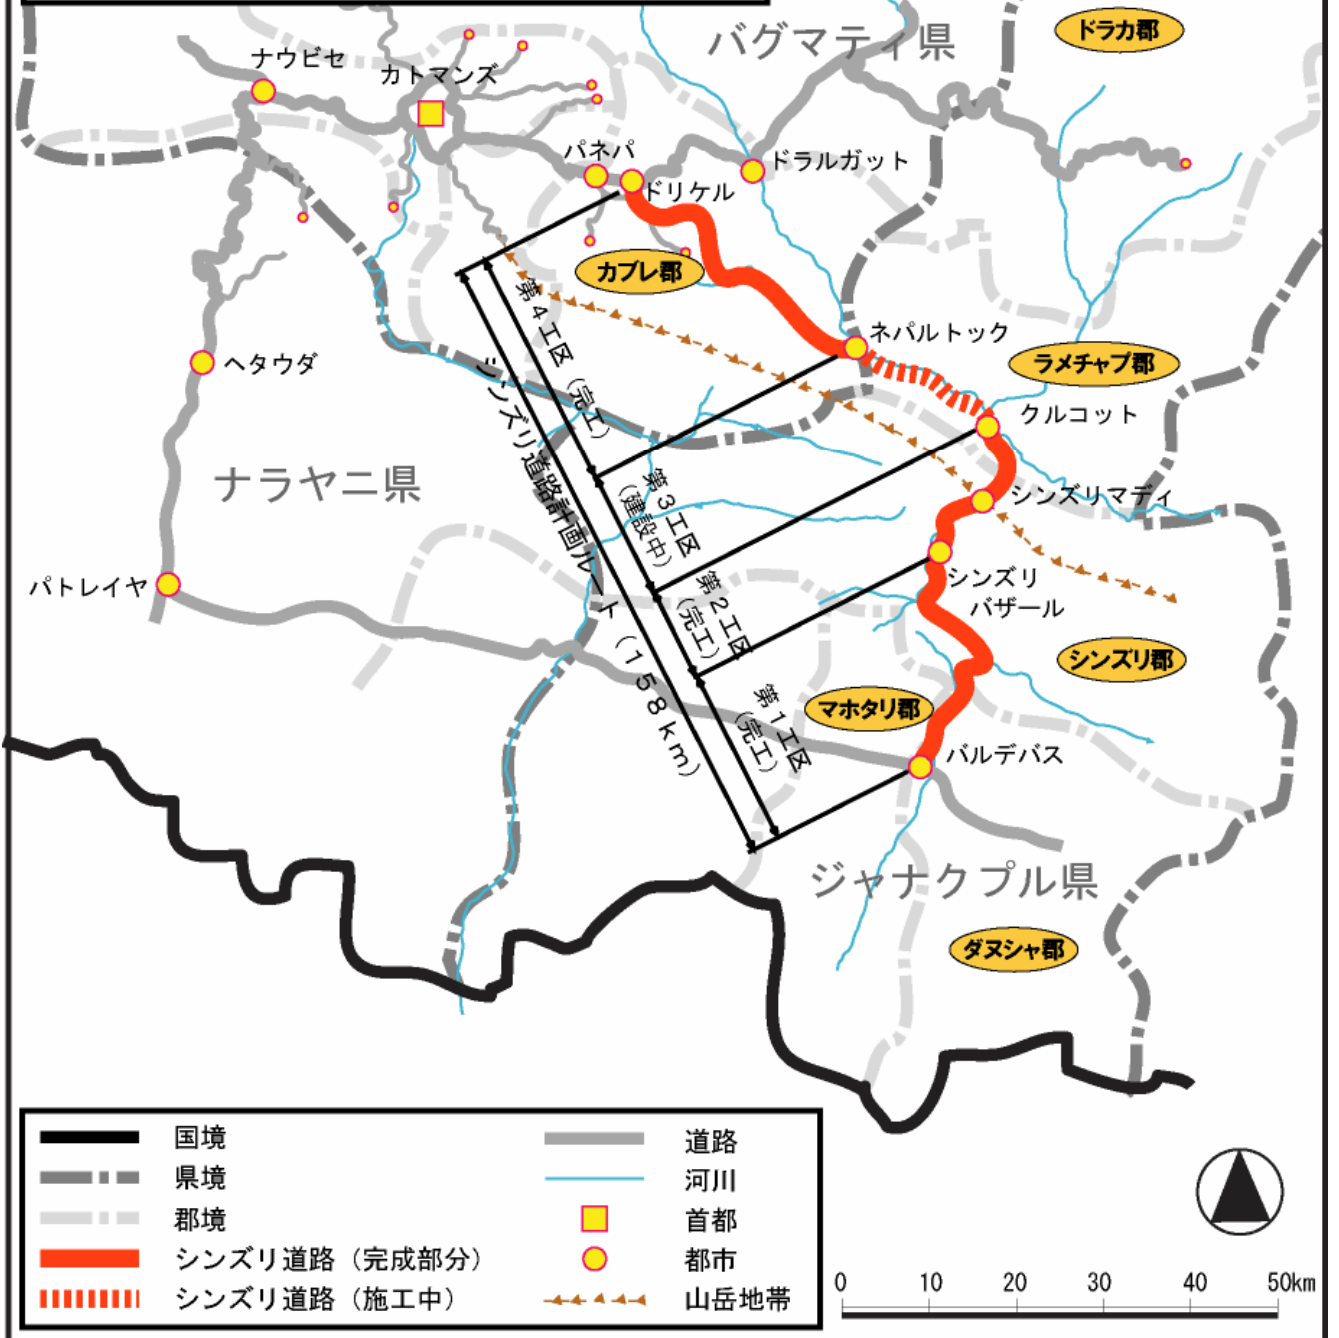 バグマティ県
ドラカ郡
ナウビセ
カトマンズ
パネパ
ドラルガット
ドリケル
カブレ郡
ネパルトック
ラメチャプ郡
ヘタウダ
クルコット
ナラヤニ県
シンズリマディ
第4工区(完工)
シンズリ道路計画ルート(158km)
第3工区
(建設中)
パトレイヤ
シンズリ
バザール
第2工区
(完工)
シンズリ郡
マホタリ郡
第1工区
(完工)
バルデバス
ジャナクプル県
ダヌシャ郡
国境
県境
郡境
シンズリ道路(完成部分)
シンズリ道路(施工中)
道路
河川
首都
都市
山岳地帯
0 10 20 30 40 50km